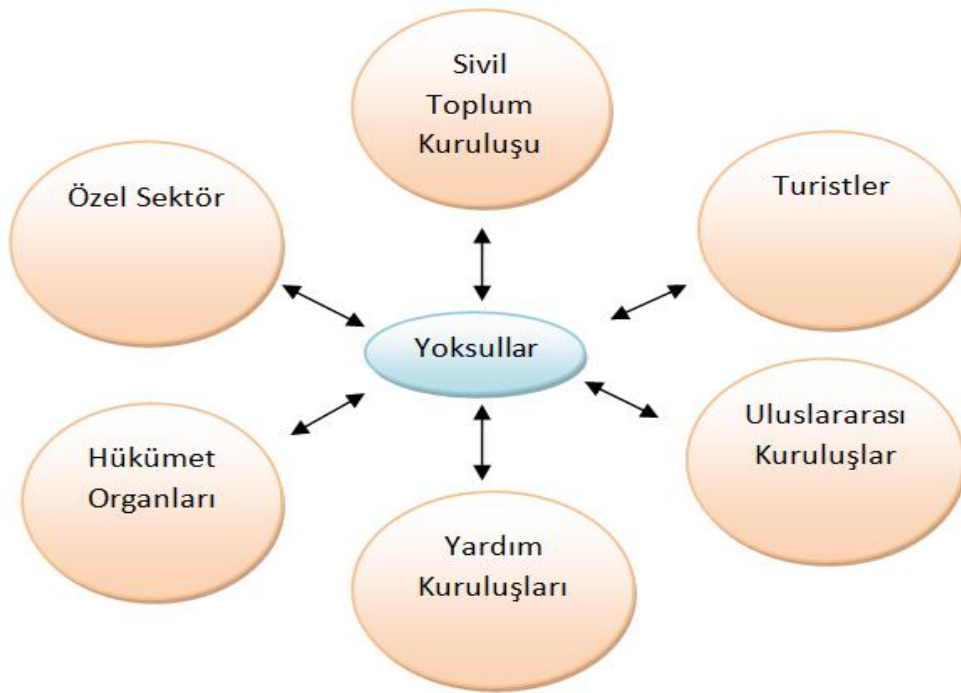 Sivil
Toplum
Kuruluşu
Özel Sektör
Turistler
Yoksullar
Hükümet
Organları
Uluslararası
Kuruluşlar
Yardım
Kuruluşları